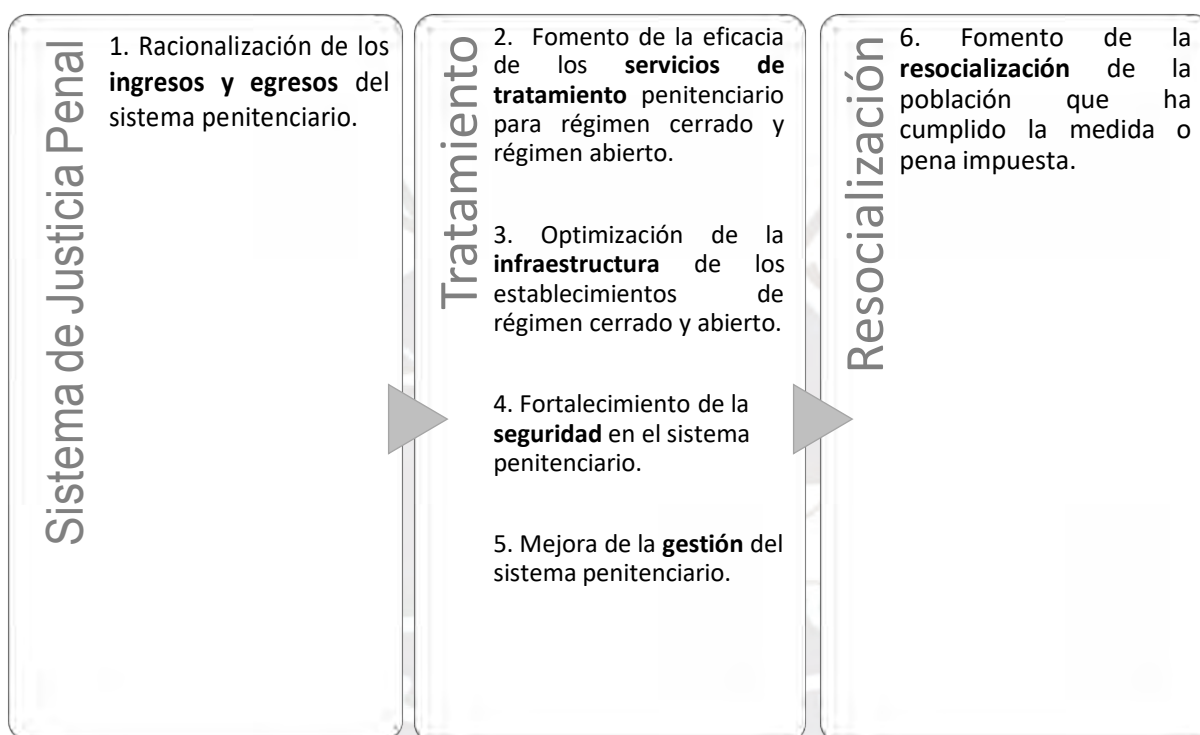 Sistema de Justicia Penal
1. Racionalización de los
ingresos y egresos del
sistema penitenciario.
Tratamiento
2. Fomento de la eficacia
de los servicios de
tratamiento penitenciario
para régimen cerrado y
régimen abierto.
3. Optimización de la
infraestructura de los
establecimientos de
régimen cerrado y abierto.
4. Fortalecimiento de la
seguridad en el sistema
penitenciario.
5. Mejora de la gestión del
sistema penitenciario.
Resocialización
6. Fomento de la
resocialización de la
población que ha
cumplido la medida o
pena impuesta.